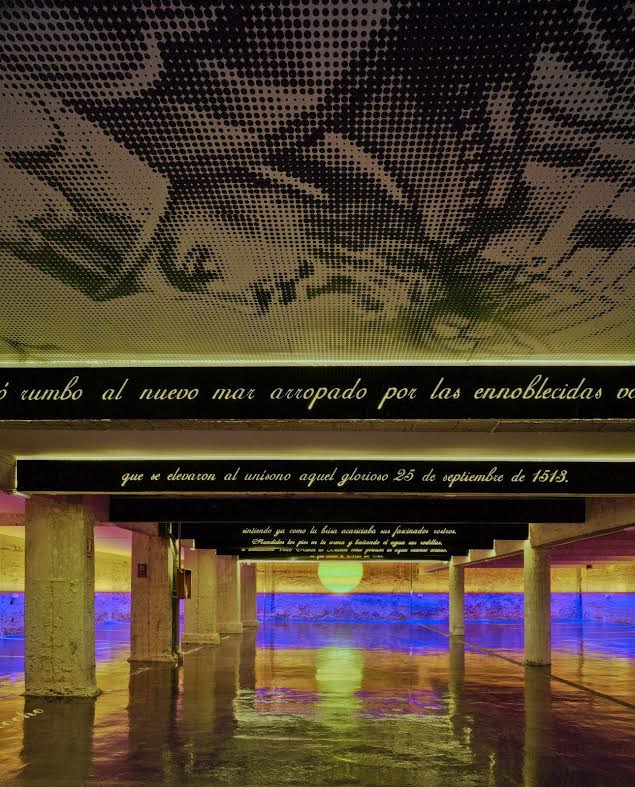 rumbo al nuevo mar arropado por las ennoblecidas
que se elevaron al unísono aquel glorioso 25 de septiembre de 1513.
sintiendo ya como la brisa acariciaba sus fascinados rostros.
Hundidos los pies en la arena y bañando el agua sus rodillas,